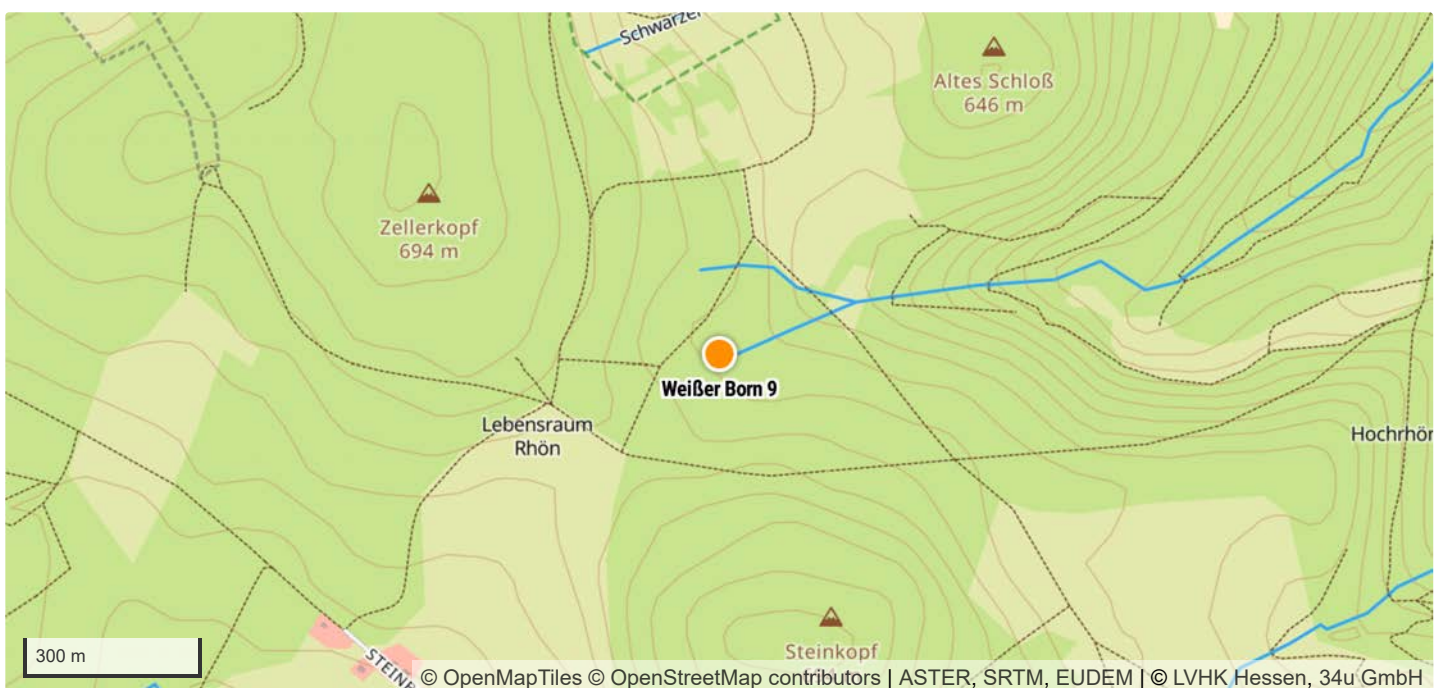 Schwarzer
Altes Schloß
646 m
Zellerkopf
694 m
Weißer Born 9
Lebensraum
Rhön
Hochrhön
Steinkopf
300 m
© OpenMapTiles © OpenStreetMap contributors | ASTER, SRTM, EUDEM | © LVHK Hessen, 34u GmbH